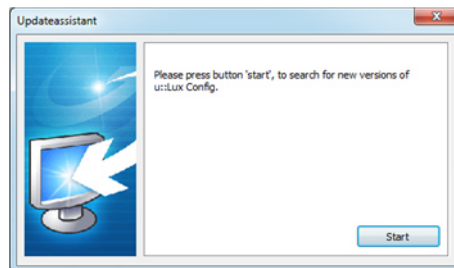 Updateassistant
Please press button 'start', to search for new versions of
u::Lux Config.
Start